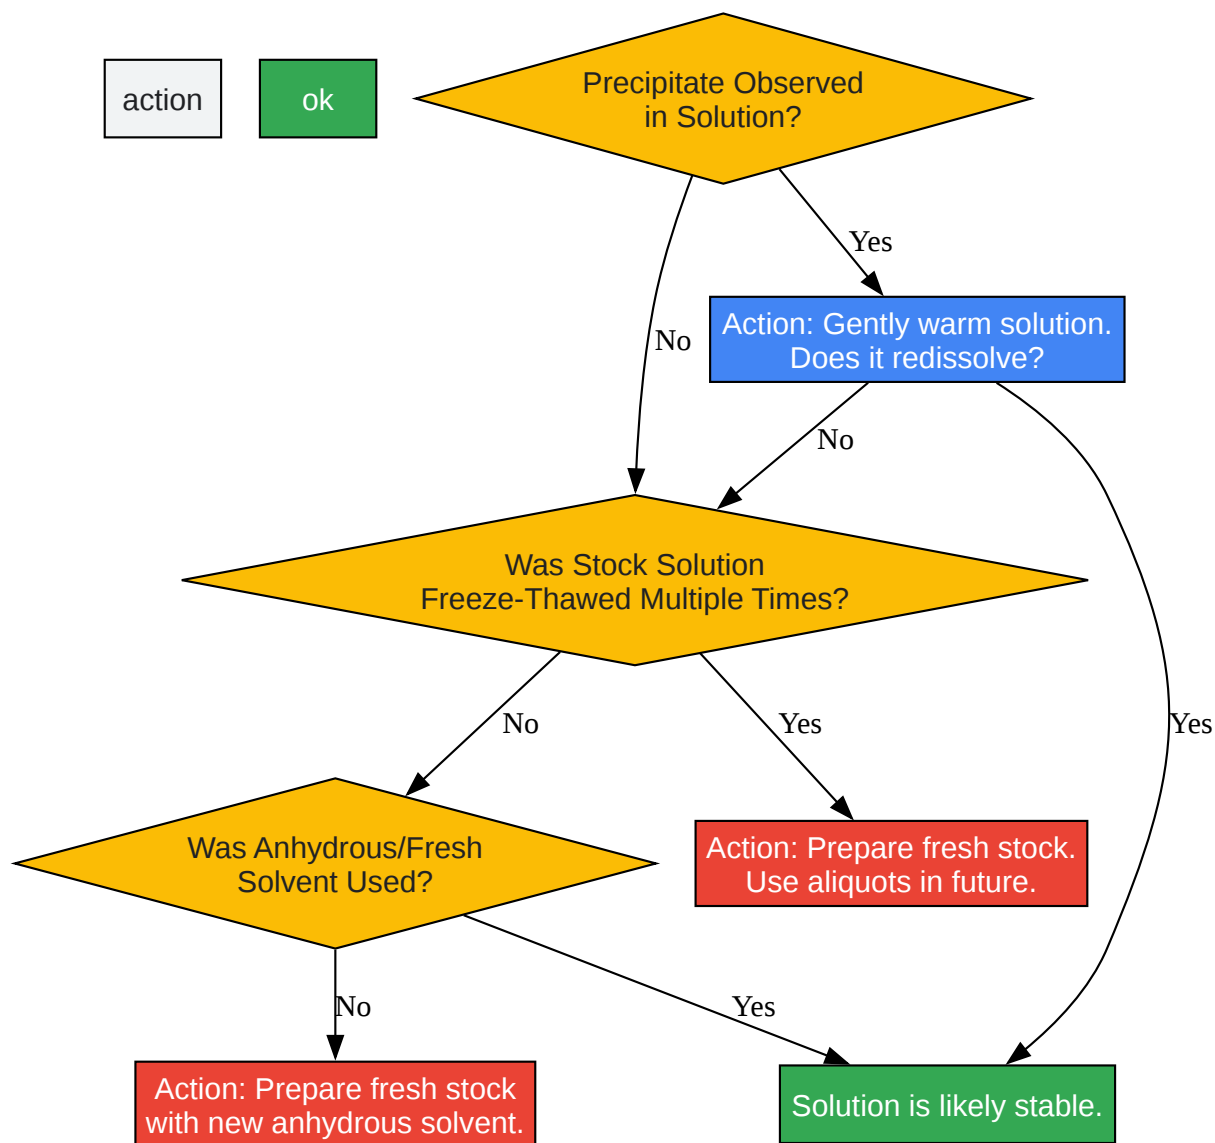 action
ok
Precipitate Observed
in Solution?
Yes
No
Action: Gently warm solution.
Does it redissolve?
No
Was Stock Solution
Freeze-Thawed Multiple Times?
No
Yes
Yes
Was Anhydrous/Fresh
Solvent Used?
Action: Prepare fresh stock.
Use aliquots in future.
No
Yes
Action: Prepare fresh stock
with new anhydrous solvent.
Solution is likely stable.